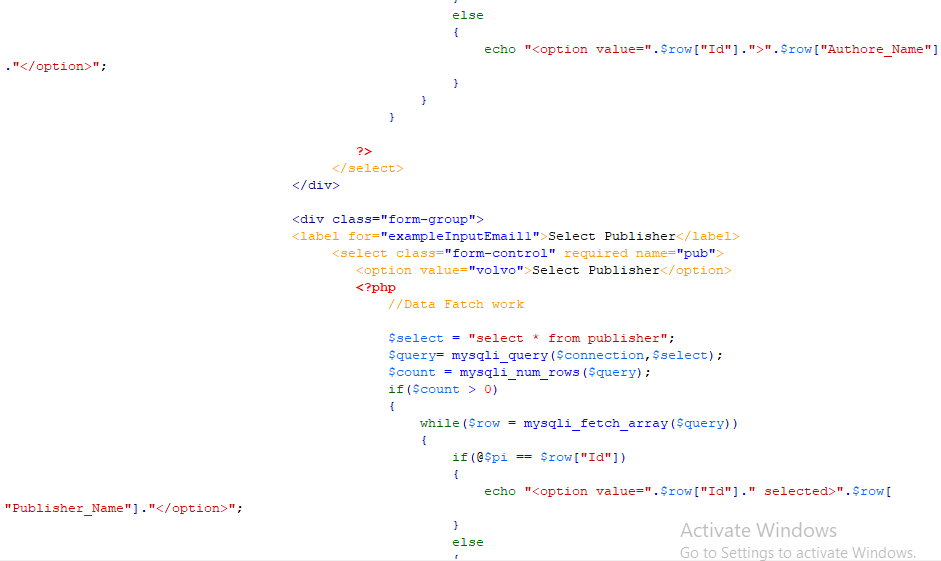 }
else
{
echo "<option value=".$row["Id"].">".$row["Authore_Name"]
."</option>";
}
}
}
?>
</select>
</div>
<div class="form-group">
<label for="exampleInputEmail1">Select Publisher</label>
<select class="form-control" required name="pub">
<option value="volvo">Select Publisher</option>
<?php
//Data Fatch work
$select = "select * from publisher";
$query= mysqli_query($connection,$select);
$count = mysqli_num_rows($query);
if($count > 0)
{
while($row = mysqli_fetch_array($query))
{
if(@$pi == $row["Id"])
{
echo "<option value=".$row["Id"]." selected>".$row[
"Publisher_Name"]."</option>";
}
else
{
Activate Windows
Go to Settings to activate Windows.